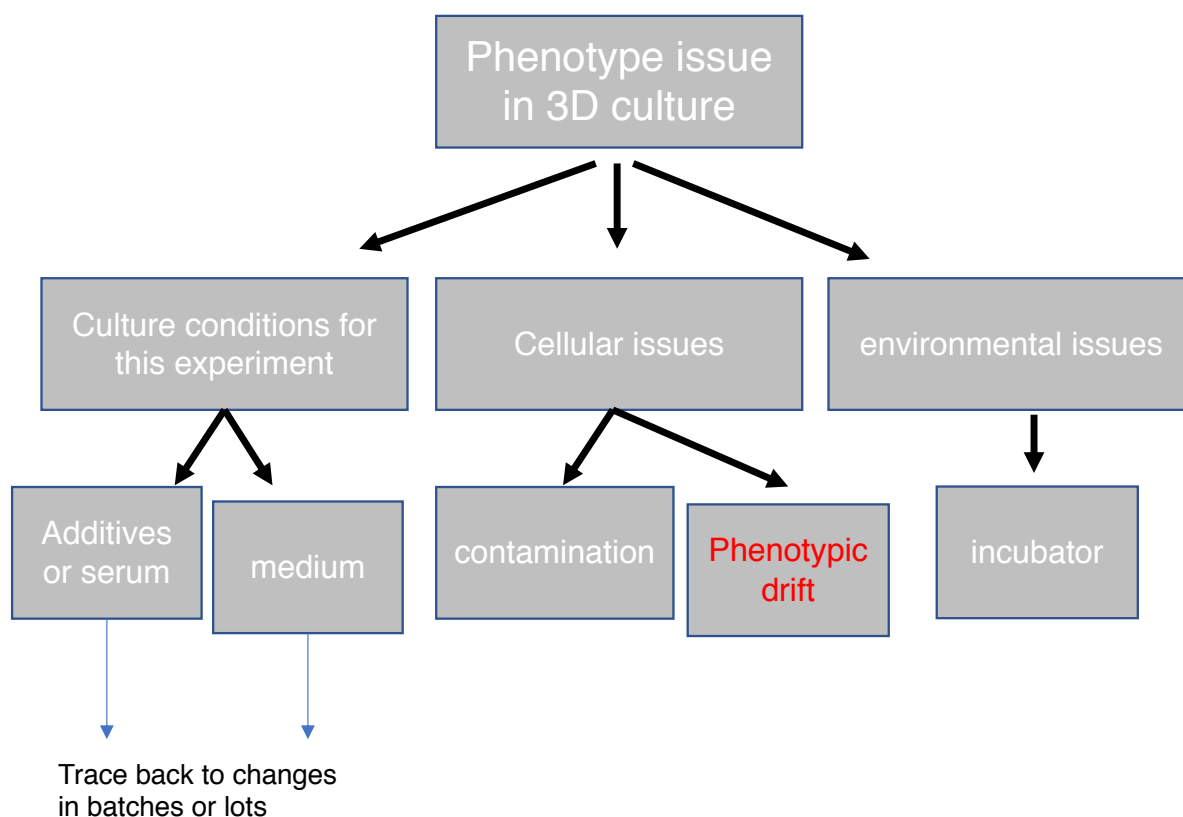 Phenotype issue
in 3D culture
Culture conditions for
this experiment
Cellular issues
environmental issues
Additives
or serum
medium
contamination
Phenotypic
drift
incubator
Trace back to changes
in batches or lots